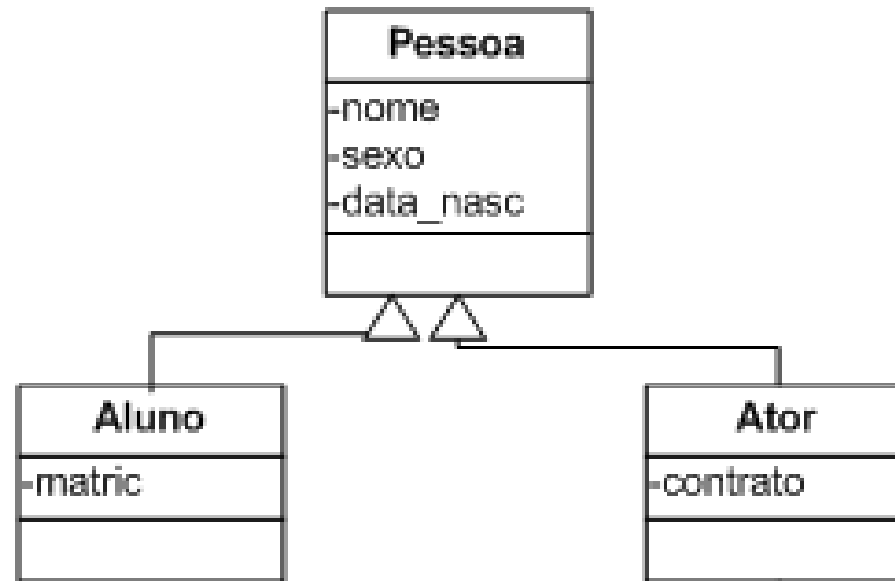 Pessoa
-nome
-sexo
-data_nasc
Aluno
-matric
Ator
-contrato